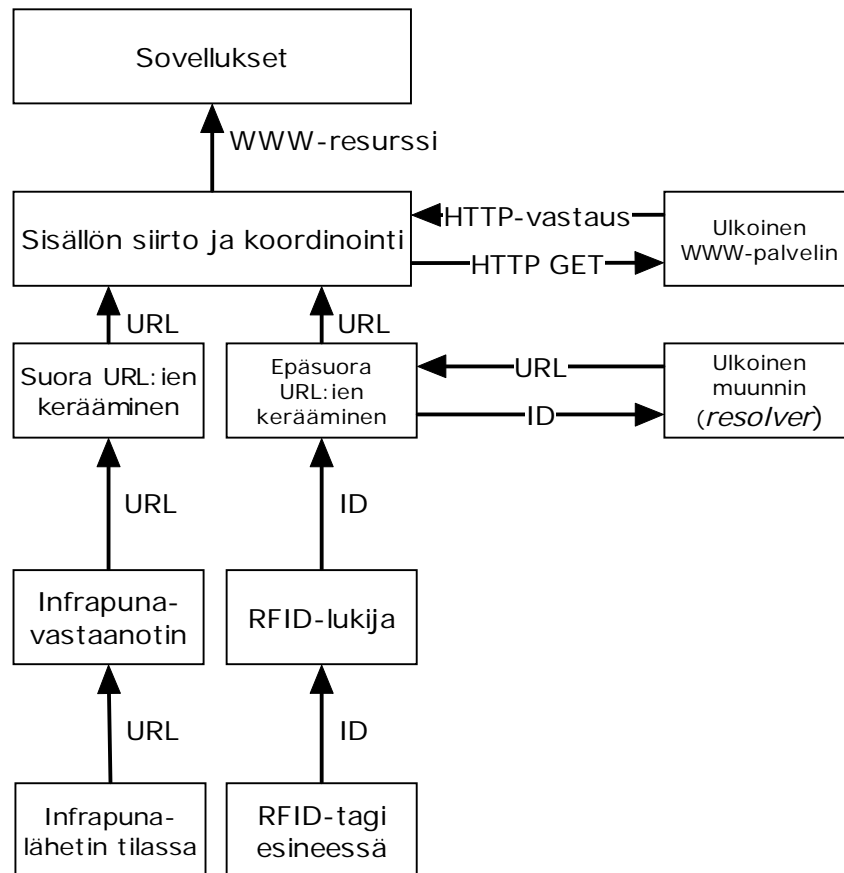 Sovellukset
WWW-resurssi
Sisällön siirto ja koordinointi
HTTP-vastaus
HTTP GET
Ulkoinen
WWW-palvelin
URL
URL
Suora URL:ien
kerääminen
Epäsuora
URL:ien
kerääminen
URL
ID
Ulkoinen
muunnin
(resolver)
URL
ID
Infrapuna-
vastaanotin
RFID-lukija
URL
ID
Infrapuna-
lähetin tilassa
RFID-tagi
esineessä